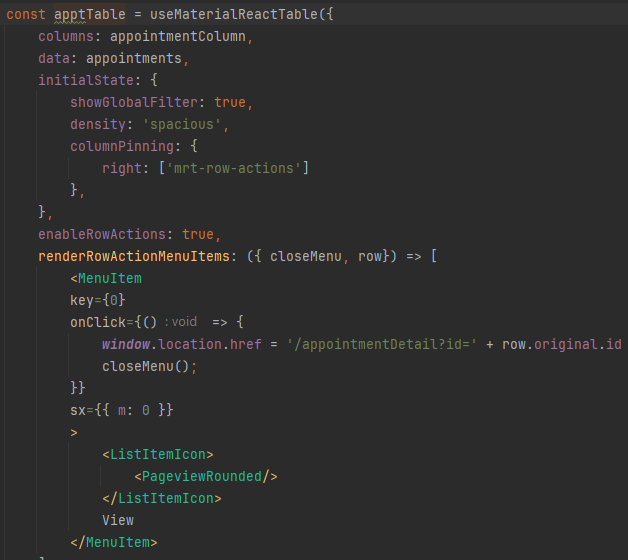 const apptTable = useMaterialReactTable({
columns: appointmentColumn,
data: appointments,
initialState: {
showGlobalFilter: true,
density: 'spacious',
columnPinning: {
right: ['mrt-row-actions']
},
},
enableRowActions: true,
renderRowActionMenuItems: ({ closeMenu, row}) => [
<MenuItem
key={0}
onClick={() :void => {
window.location.href = '/appointmentDetail?id=' + row.original.id
closeMenu();
}}
sx={{ m: 0 }}
>
<ListItemIcon>
<PageviewRounded/>
</ListItemIcon>
View
</MenuItem>